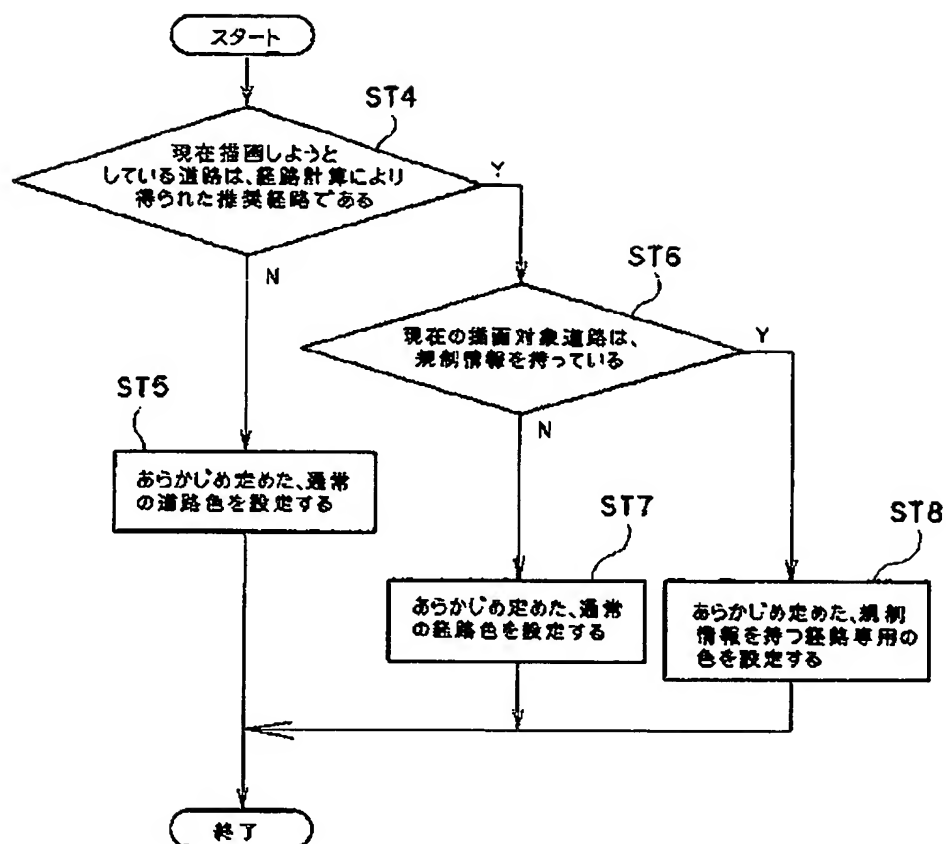 スタート
ST4
現在描画しようと
している道路は、経路計算により
得られた推奨経路である
Y
N
ST6
現在の描画対象道路は、
規制情報を持っている
Y
N
ST5
あらかじめ定めた、通常
の道路色を設定する
ST7
あらかじめ定めた、通常
の経路色を設定する
ST8
あらかじめ定めた、規制
情報を持つ経路専用の
色を設定する
終了